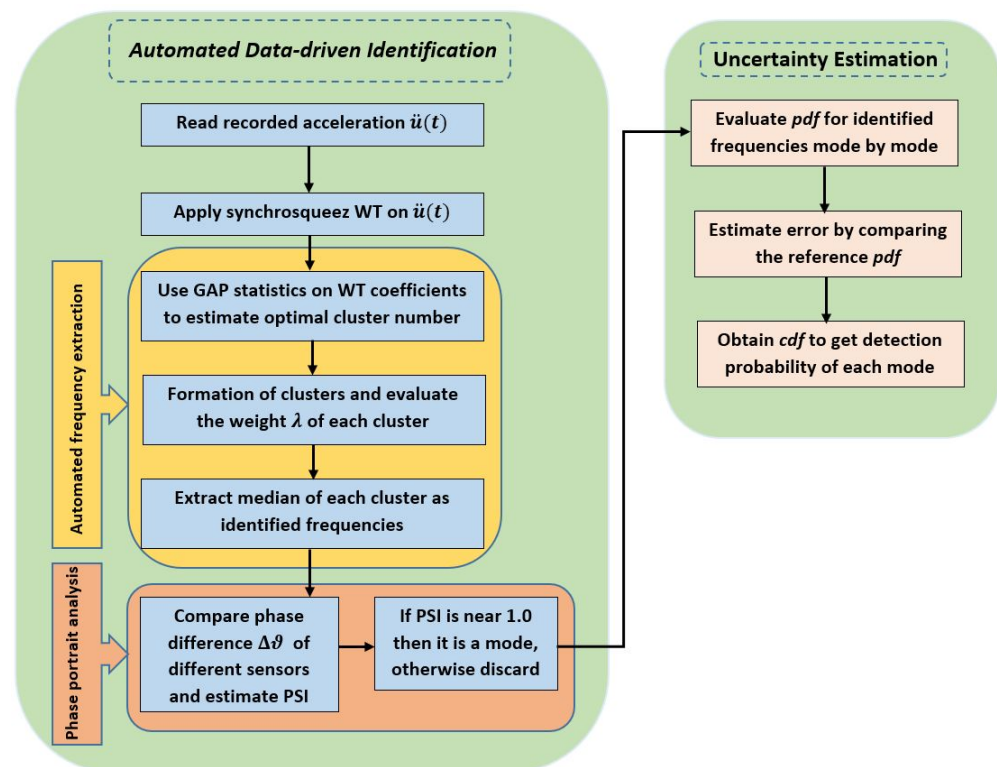 Automated Data-driven Identification
Read recorded acceleration ü(t)
Apply synchrosqueez WT on ü(t)
Automated frequency extraction
Use GAP statistics on WT coefficients
to estimate optimal cluster number
Formation of clusters and evaluate
the weight λ of each cluster
Extract median of each cluster as
identified frequencies
Phase portrait analysis
Compare phase
difference Δϑ of
different sensors
and estimate PSI
If PSI is near 1.0
then it is a mode,
otherwise discard
Uncertainty Estimation
Evaluate pdf for identified
frequencies mode by mode
Estimate error by comparing
the reference pdf
Obtain cdf to get detection
probability of each mode